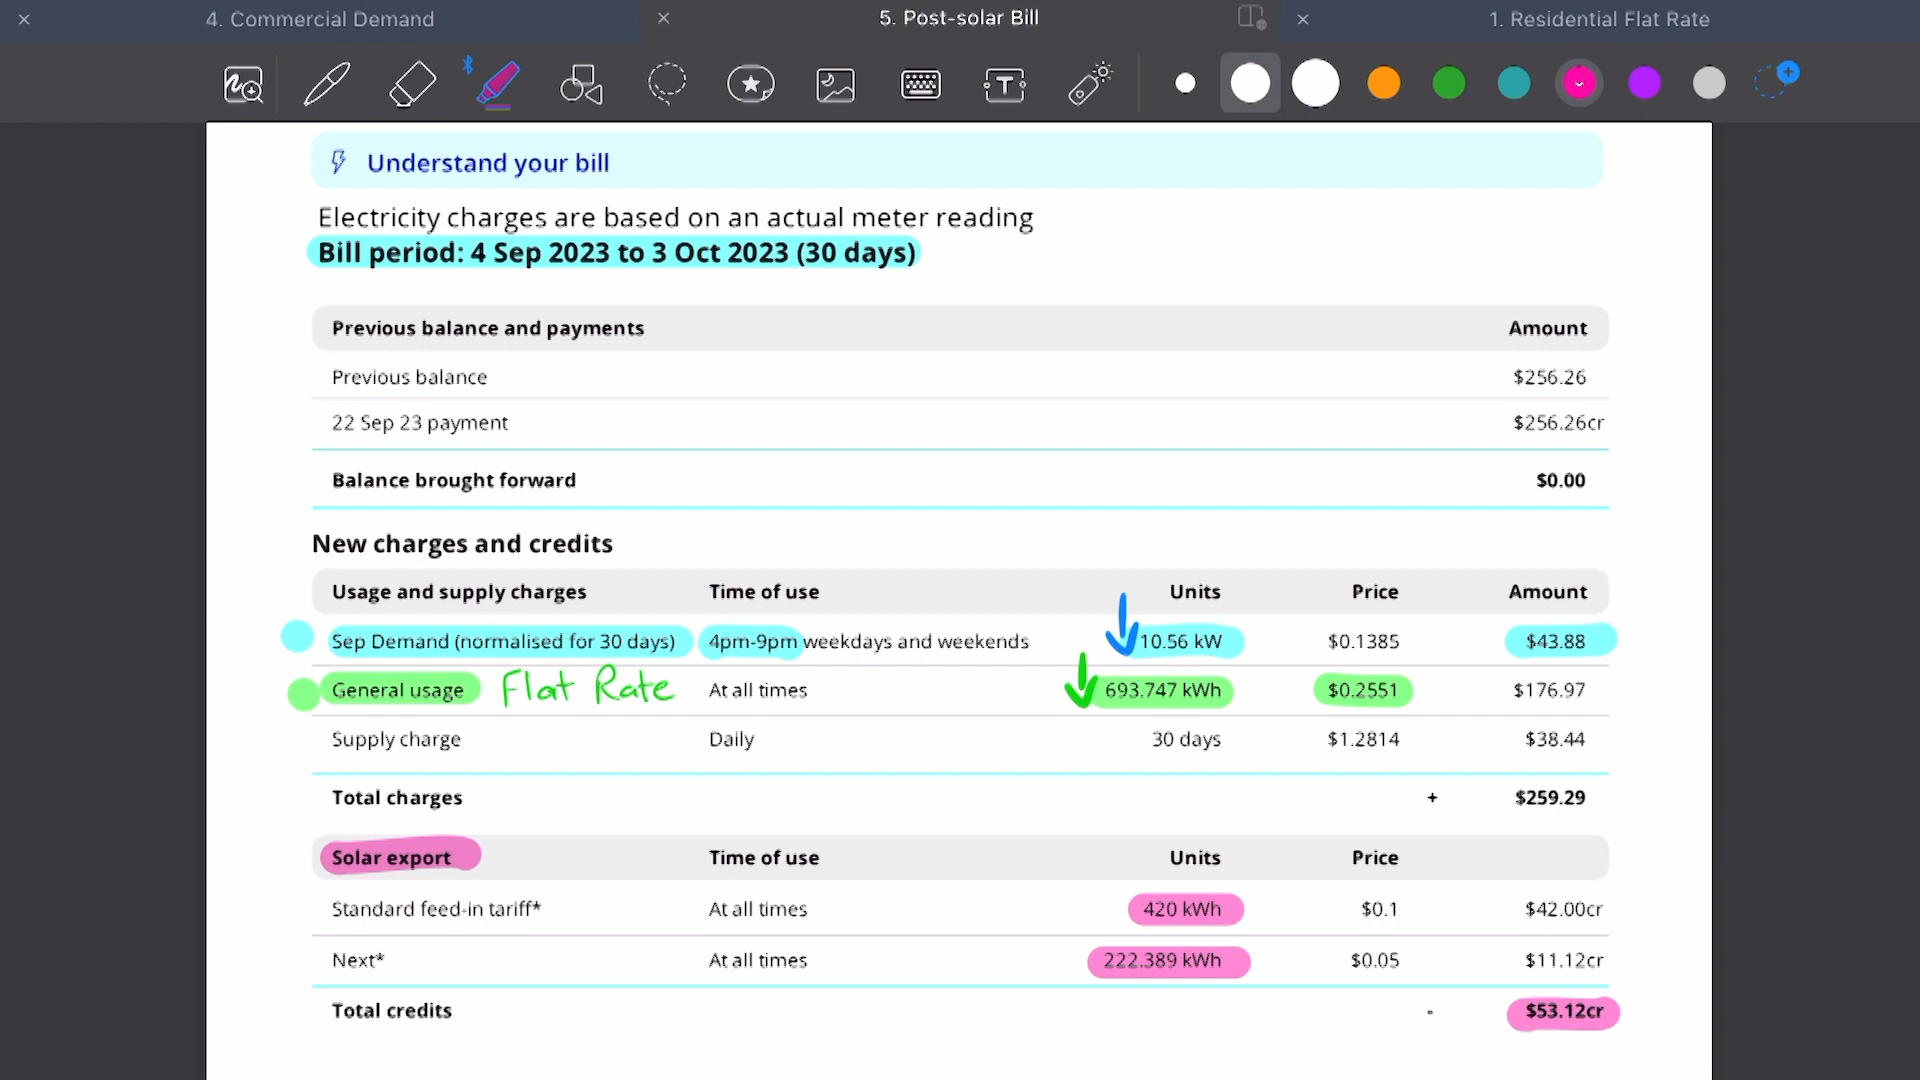 4. Commercial Demand
5. Post-solar Bill
1. Residential Flat Rate
Understand your bill
Electricity charges are based on an actual meter reading
Bill period: 4 Sep 2023 to 3 Oct 2023 (30 days)
Previous balance and payments Amount
Previous balance $256.26
22 Sep 23 payment $256.26cr
Balance brought forward $0.00
New charges and credits
Usage and supply charges Time of use Units Price Amount
Sep Demand (normalised for 30 days) 4pm-9pm weekdays and weekends 10.56 kW $0.1385 $43.88
General usage Flat Rate At all times 693.747 kWh $0.2551 $176.97
Supply charge Daily 30 days $1.2814 $38.44
Total charges + $259.29
Solar export Time of use Units Price
Standard feed-in tariff* At all times 420 kWh $0.1 $42.00cr
Next* At all times 222.389 kWh $0.05 $11.12cr
Total credits - $53.12cr